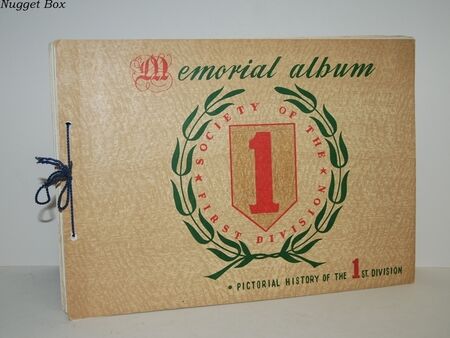 Nugget Box
Memorial album
SOCIETY OF THE
1
★ FIRST DIVISION ★
• PICTORIAL HISTORY OF THE 1ST. DIVISION